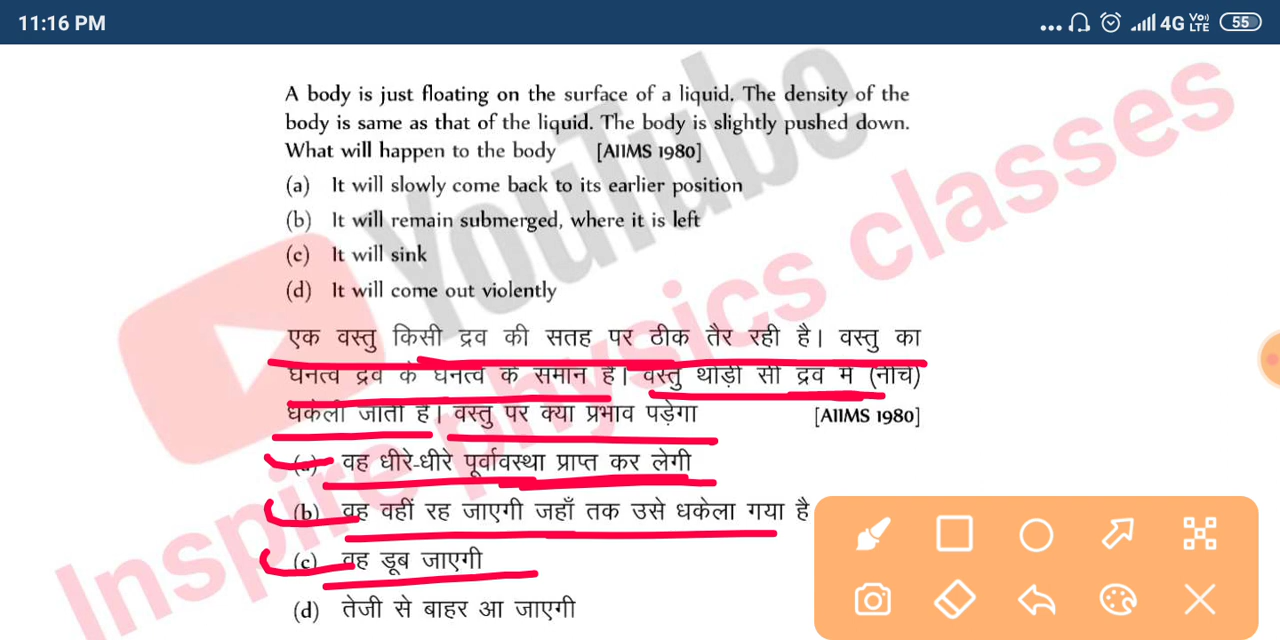 11:16 PM
4G Vo)) LTE 55
A body is just floating on the surface of a liquid. The density of the
body is same as that of the liquid. The body is slightly pushed down.
What will happen to the body [AIIMS 1980]
(a) It will slowly come back to its earlier position
(b) It will remain submerged, where it is left
(c) It will sink
(d) It will come out violently
एक वस्तु किसी द्रव की सतह पर ठीक तैर रही है। वस्तु का
घनत्व द्रव के घनत्व के समान है। वस्तु थोड़ी सी द्रव में (नीचे)
धकेली जाती है। वस्तु पर क्या प्रभाव पड़ेगा [AIIMS 1980]
(a) वह धीरे-धीरे पूर्वावस्था प्राप्त कर लेगी
(b) वह वहीं रह जाएगी जहाँ तक उसे धकेला गया है
(c) वह डूब जाएगी
(d) तेजी से बाहर आ जाएगी
YouTube
Inspire physics classes